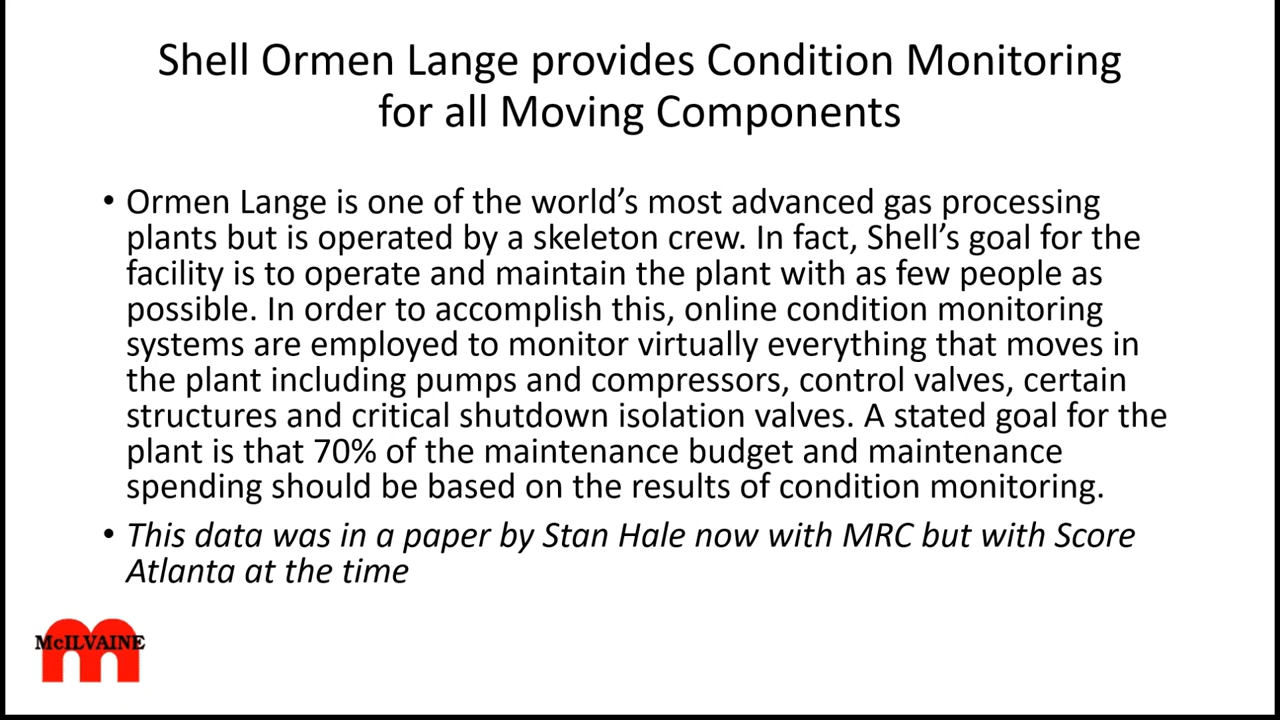 Shell Ormen Lange provides Condition Monitoring
for all Moving Components
• Ormen Lange is one of the world’s most advanced gas processing
plants but is operated by a skeleton crew. In fact, Shell’s goal for the
facility is to operate and maintain the plant with as few people as
possible. In order to accomplish this, online condition monitoring
systems are employed to monitor virtually everything that moves in
the plant including pumps and compressors, control valves, certain
structures and critical shutdown isolation valves. A stated goal for the
plant is that 70% of the maintenance budget and maintenance
spending should be based on the results of condition monitoring.
• This data was in a paper by Stan Hale now with MRC but with Score
Atlanta at the time
McILVAINE